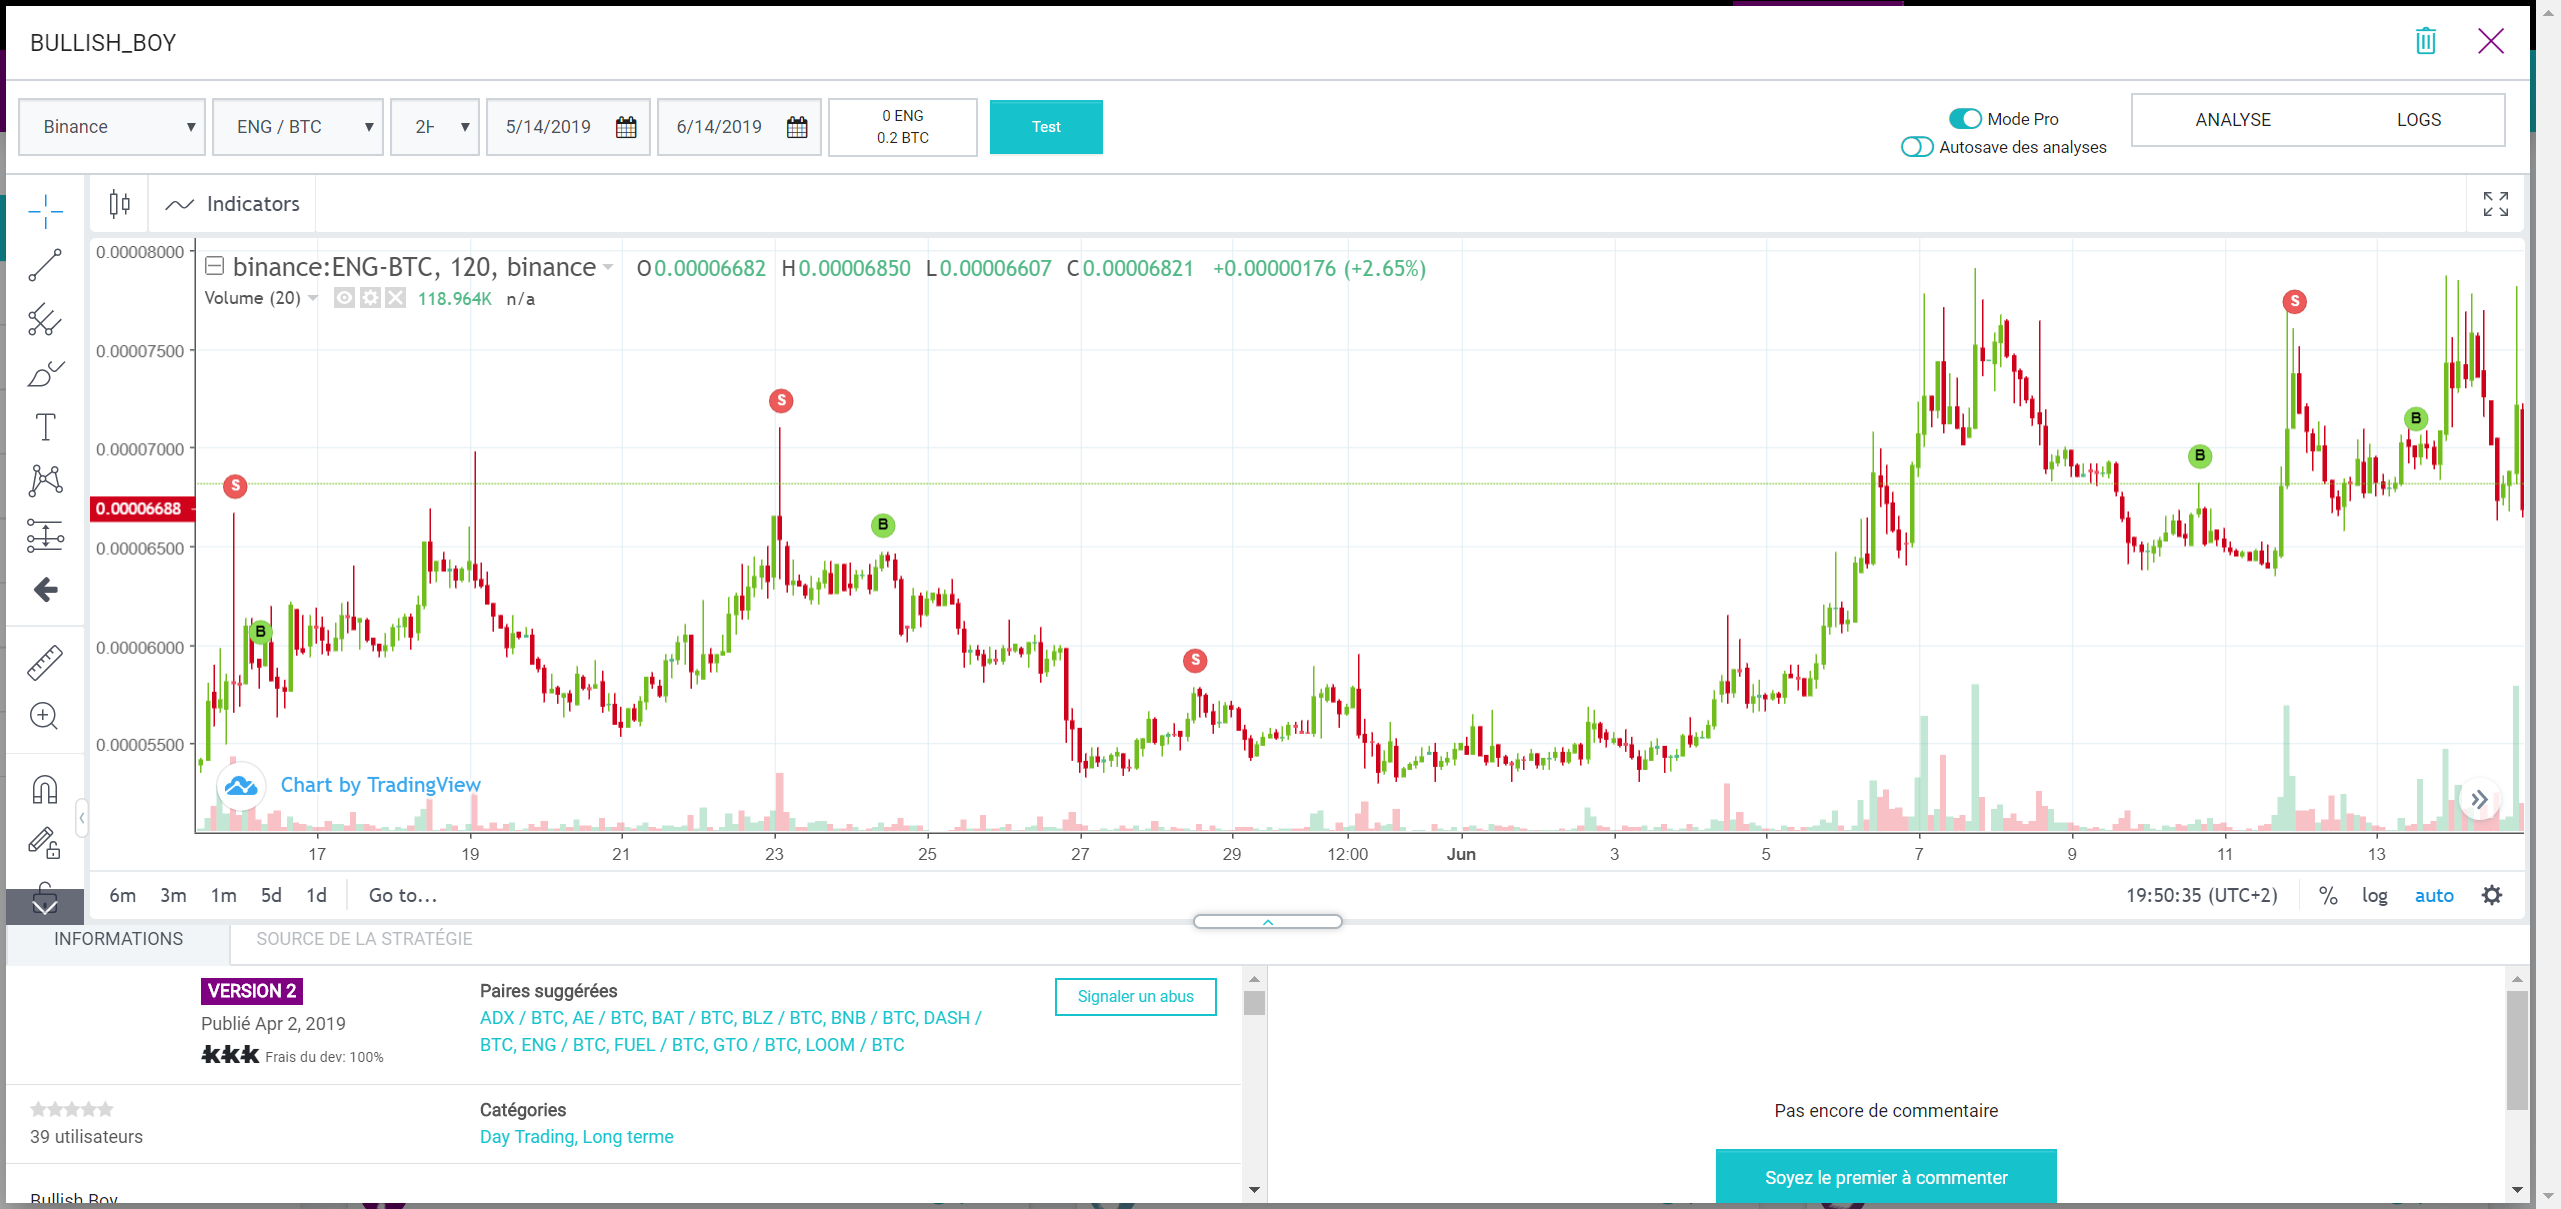 BULLISH_BOY
Binance
ENG / BTC
2H
5/14/2019
6/14/2019
0 ENG
0.2 BTC
Test
Mode Pro
Autosave des analyses
ANALYSE
LOGS
Indicators
binance:ENG-BTC, 120, binance
O0.00006682 H0.00006850 L0.00006607 C0.00006821 +0.00000176 (+2.65%)
Volume (20) 118.964K n/a
0.00008000
0.00007500
0.00007000
0.00006688
0.00006500
0.00006000
0.00005500
S
B
S
B
S
B
S
B
Chart by TradingView
17 19 21 23 25 27 29 12:00 Jun 3 5 7 9 11 13
6m 3m 1m 5d 1d Go to...
19:50:35 (UTC+2) % log auto
INFORMATIONS
SOURCE DE LA STRATÉGIE
VERSION 2
Publié Apr 2, 2019
Frais du dev: 100%
Paires suggérées
ADX / BTC, AE / BTC, BAT / BTC, BLZ / BTC, BNB / BTC, DASH /
BTC, ENG / BTC, FUEL / BTC, GTO / BTC, LOOM / BTC
Signaler un abus
39 utilisateurs
Catégories
Day Trading, Long terme
Bullish Boy
Pas encore de commentaire
Soyez le premier à commenter